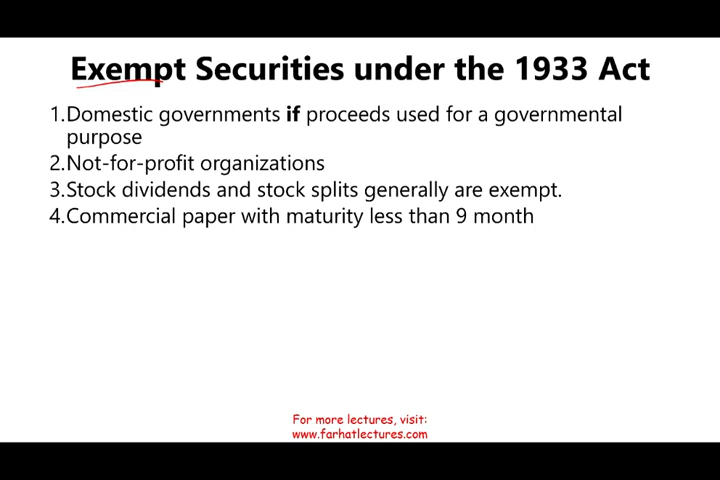 Exempt Securities under the 1933 Act
1.Domestic governments if proceeds used for a governmental
purpose
2.Not-for-profit organizations
3.Stock dividends and stock splits generally are exempt.
4.Commercial paper with maturity less than 9 month
For more lectures, visit:
www.farhatlectures.com